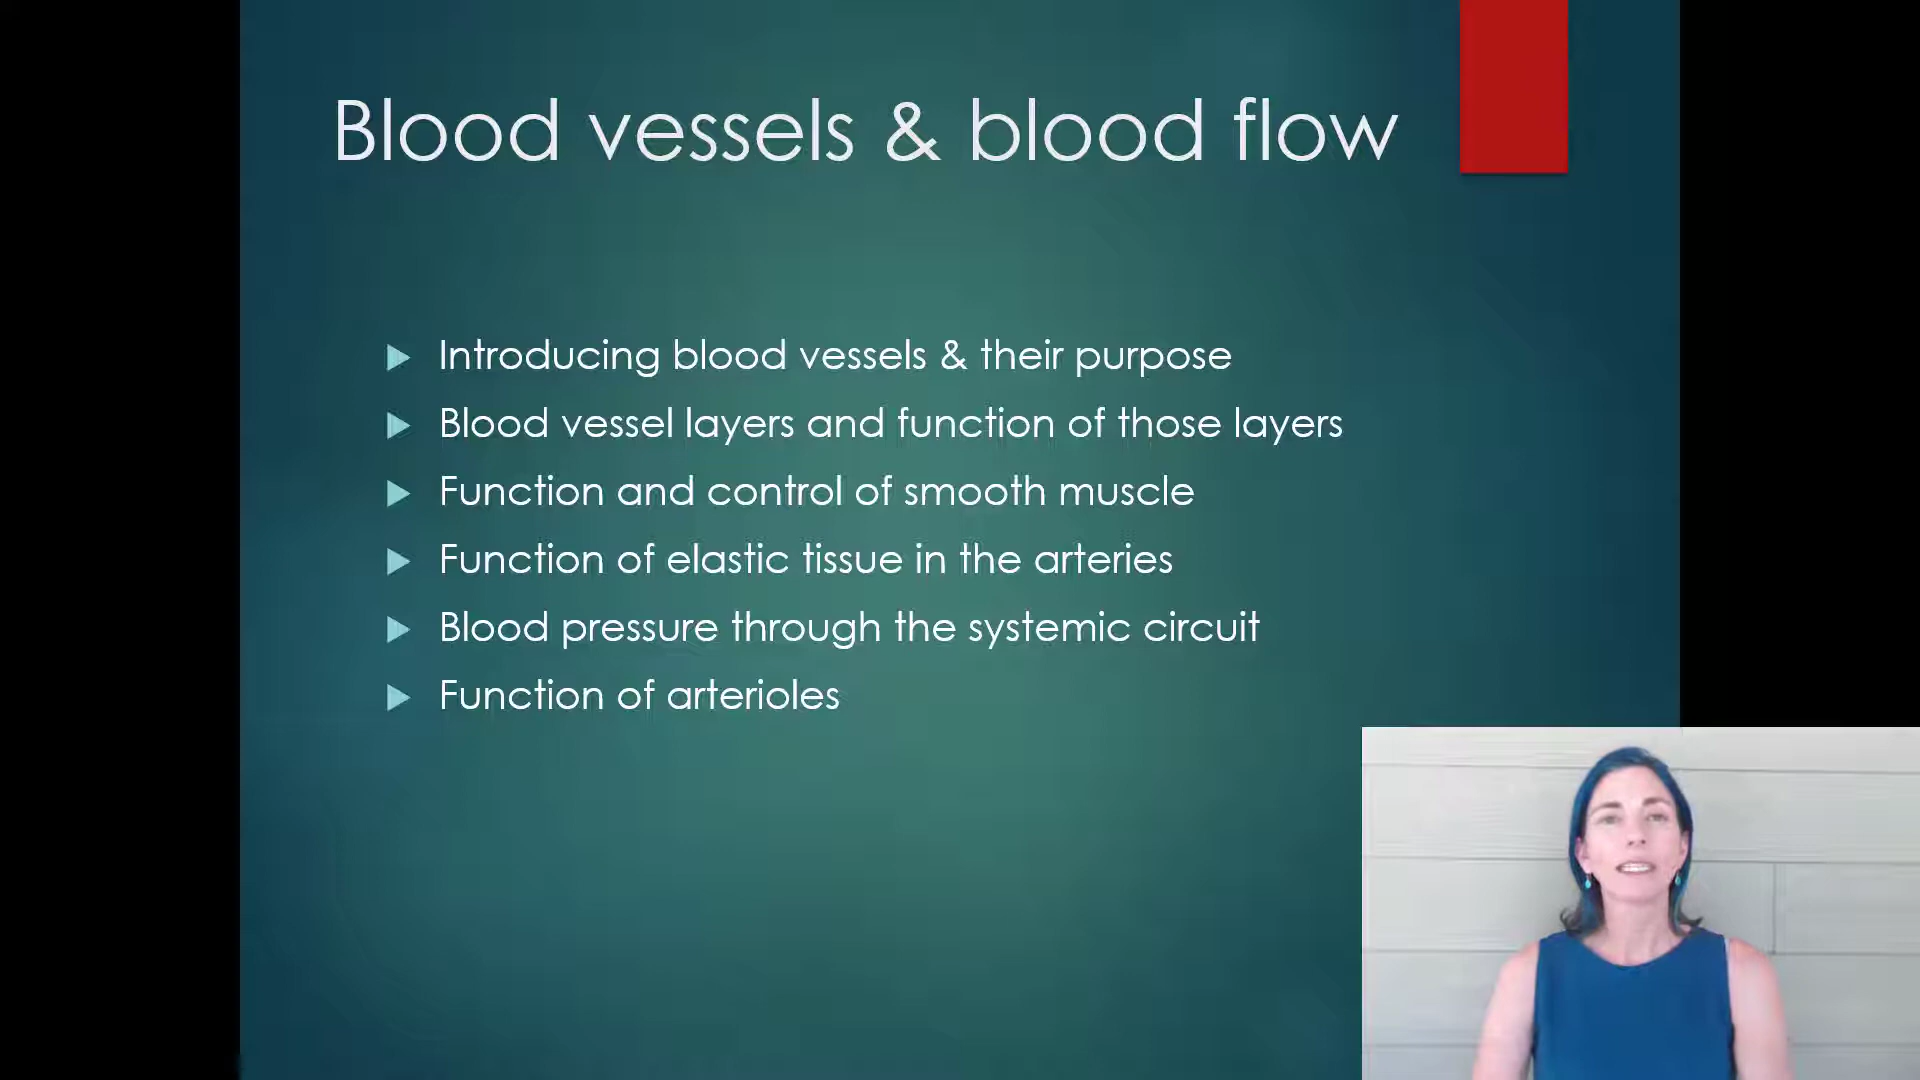 Blood vessels & blood flow
Introducing blood vessels & their purpose
Blood vessel layers and function of those layers
Function and control of smooth muscle
Function of elastic tissue in the arteries
Blood pressure through the systemic circuit
Function of arterioles